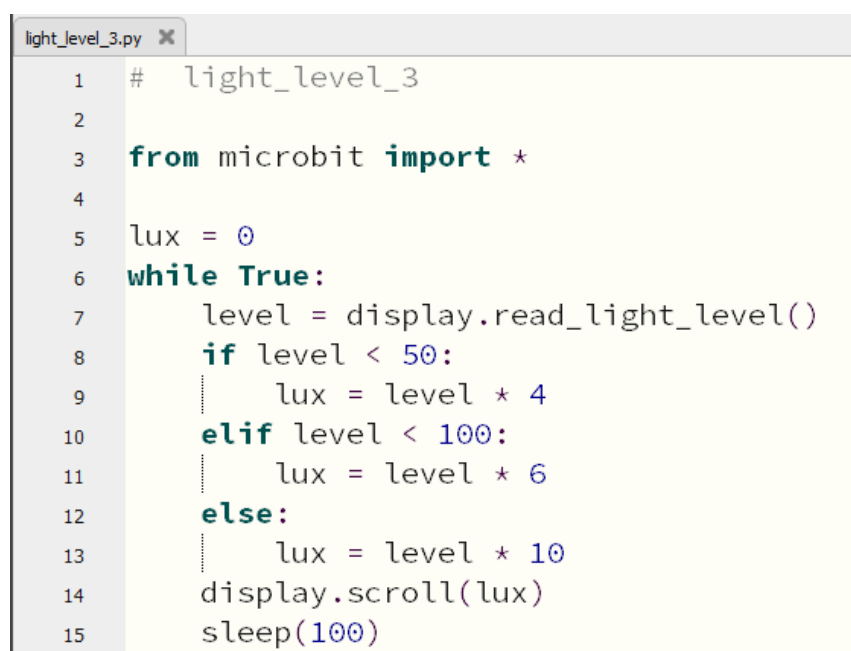 light_level_3.py
1 # light_level_3
2
3 from microbit import *
4
5 lux = 0
6 while True:
7     level = display.read_light_level()
8     if level < 50:
9         lux = level * 4
10     elif level < 100:
11         lux = level * 6
12     else:
13         lux = level * 10
14     display.scroll(lux)
15     sleep(100)